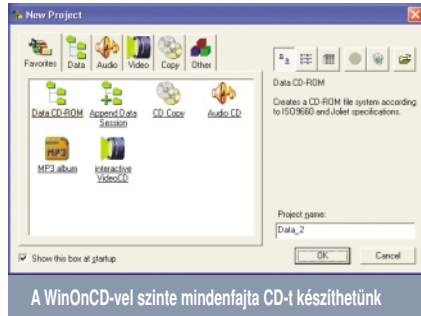 New Project
Favorites Data Audio Video Copy Other
Data CD-ROM
Append Data Session
CD Copy
Audio CD
MP3
MP3 album
interactive VideoCD
Data CD-ROM
Creates a CD-ROM file system according
to ISO9660 and Joliet specifications.
Project name:
Data_2
Show this box at startup
OK
Cancel
A WinOnCD-vel szinte mindenfajta CD-t készíthetünk